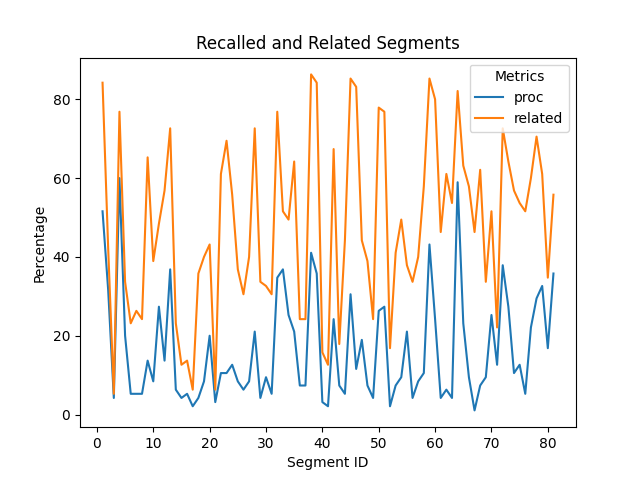 Recalled and Related Segments
Metrics
proc
related
Percentage
80
60
40
20
0
0 10 20 30 40 50 60 70 80
Segment ID